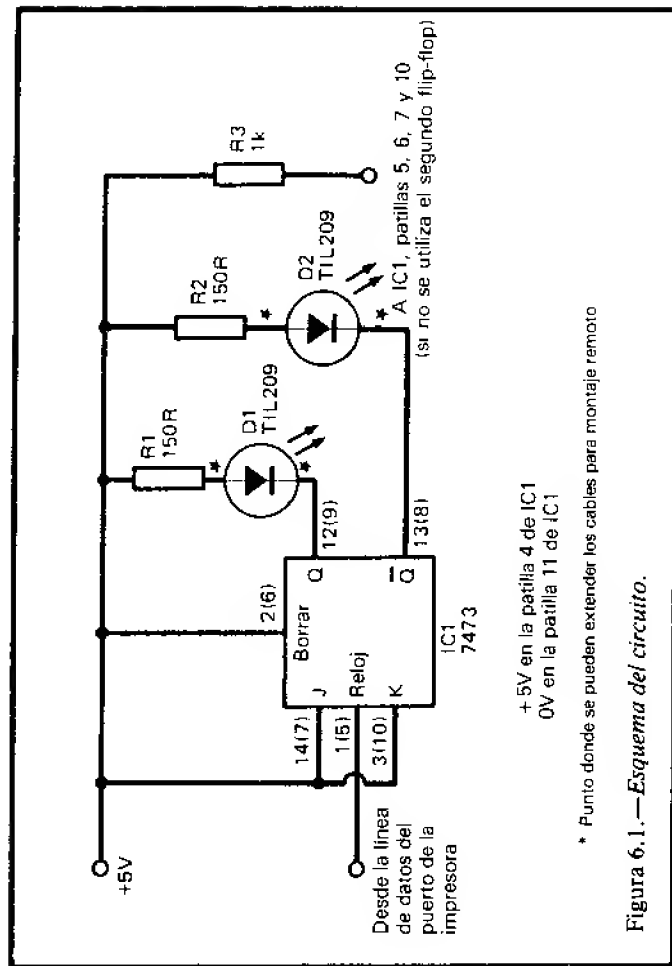 +5V
R1
150R
R2
150R
R3
1k
D1
TIL209
D2
TIL209
*
*
*
*
A IC1, patillas 5, 6, 7 y 10
(si no se utiliza el segundo flip-flop)
2(6)
12(9)
13(8)
14(7)
1(5)
3(10)
Borrar
J
Reloj
K
Q
Q̅
IC1
7473
Desde la línea
de datos del
puerto de la
impresora
+ 5V en la patilla 4 de IC1
0V en la patilla 11 de IC1
* Punto donde se pueden extender los cables para montaje remoto
Figura 6.1.—Esquema del circuito.